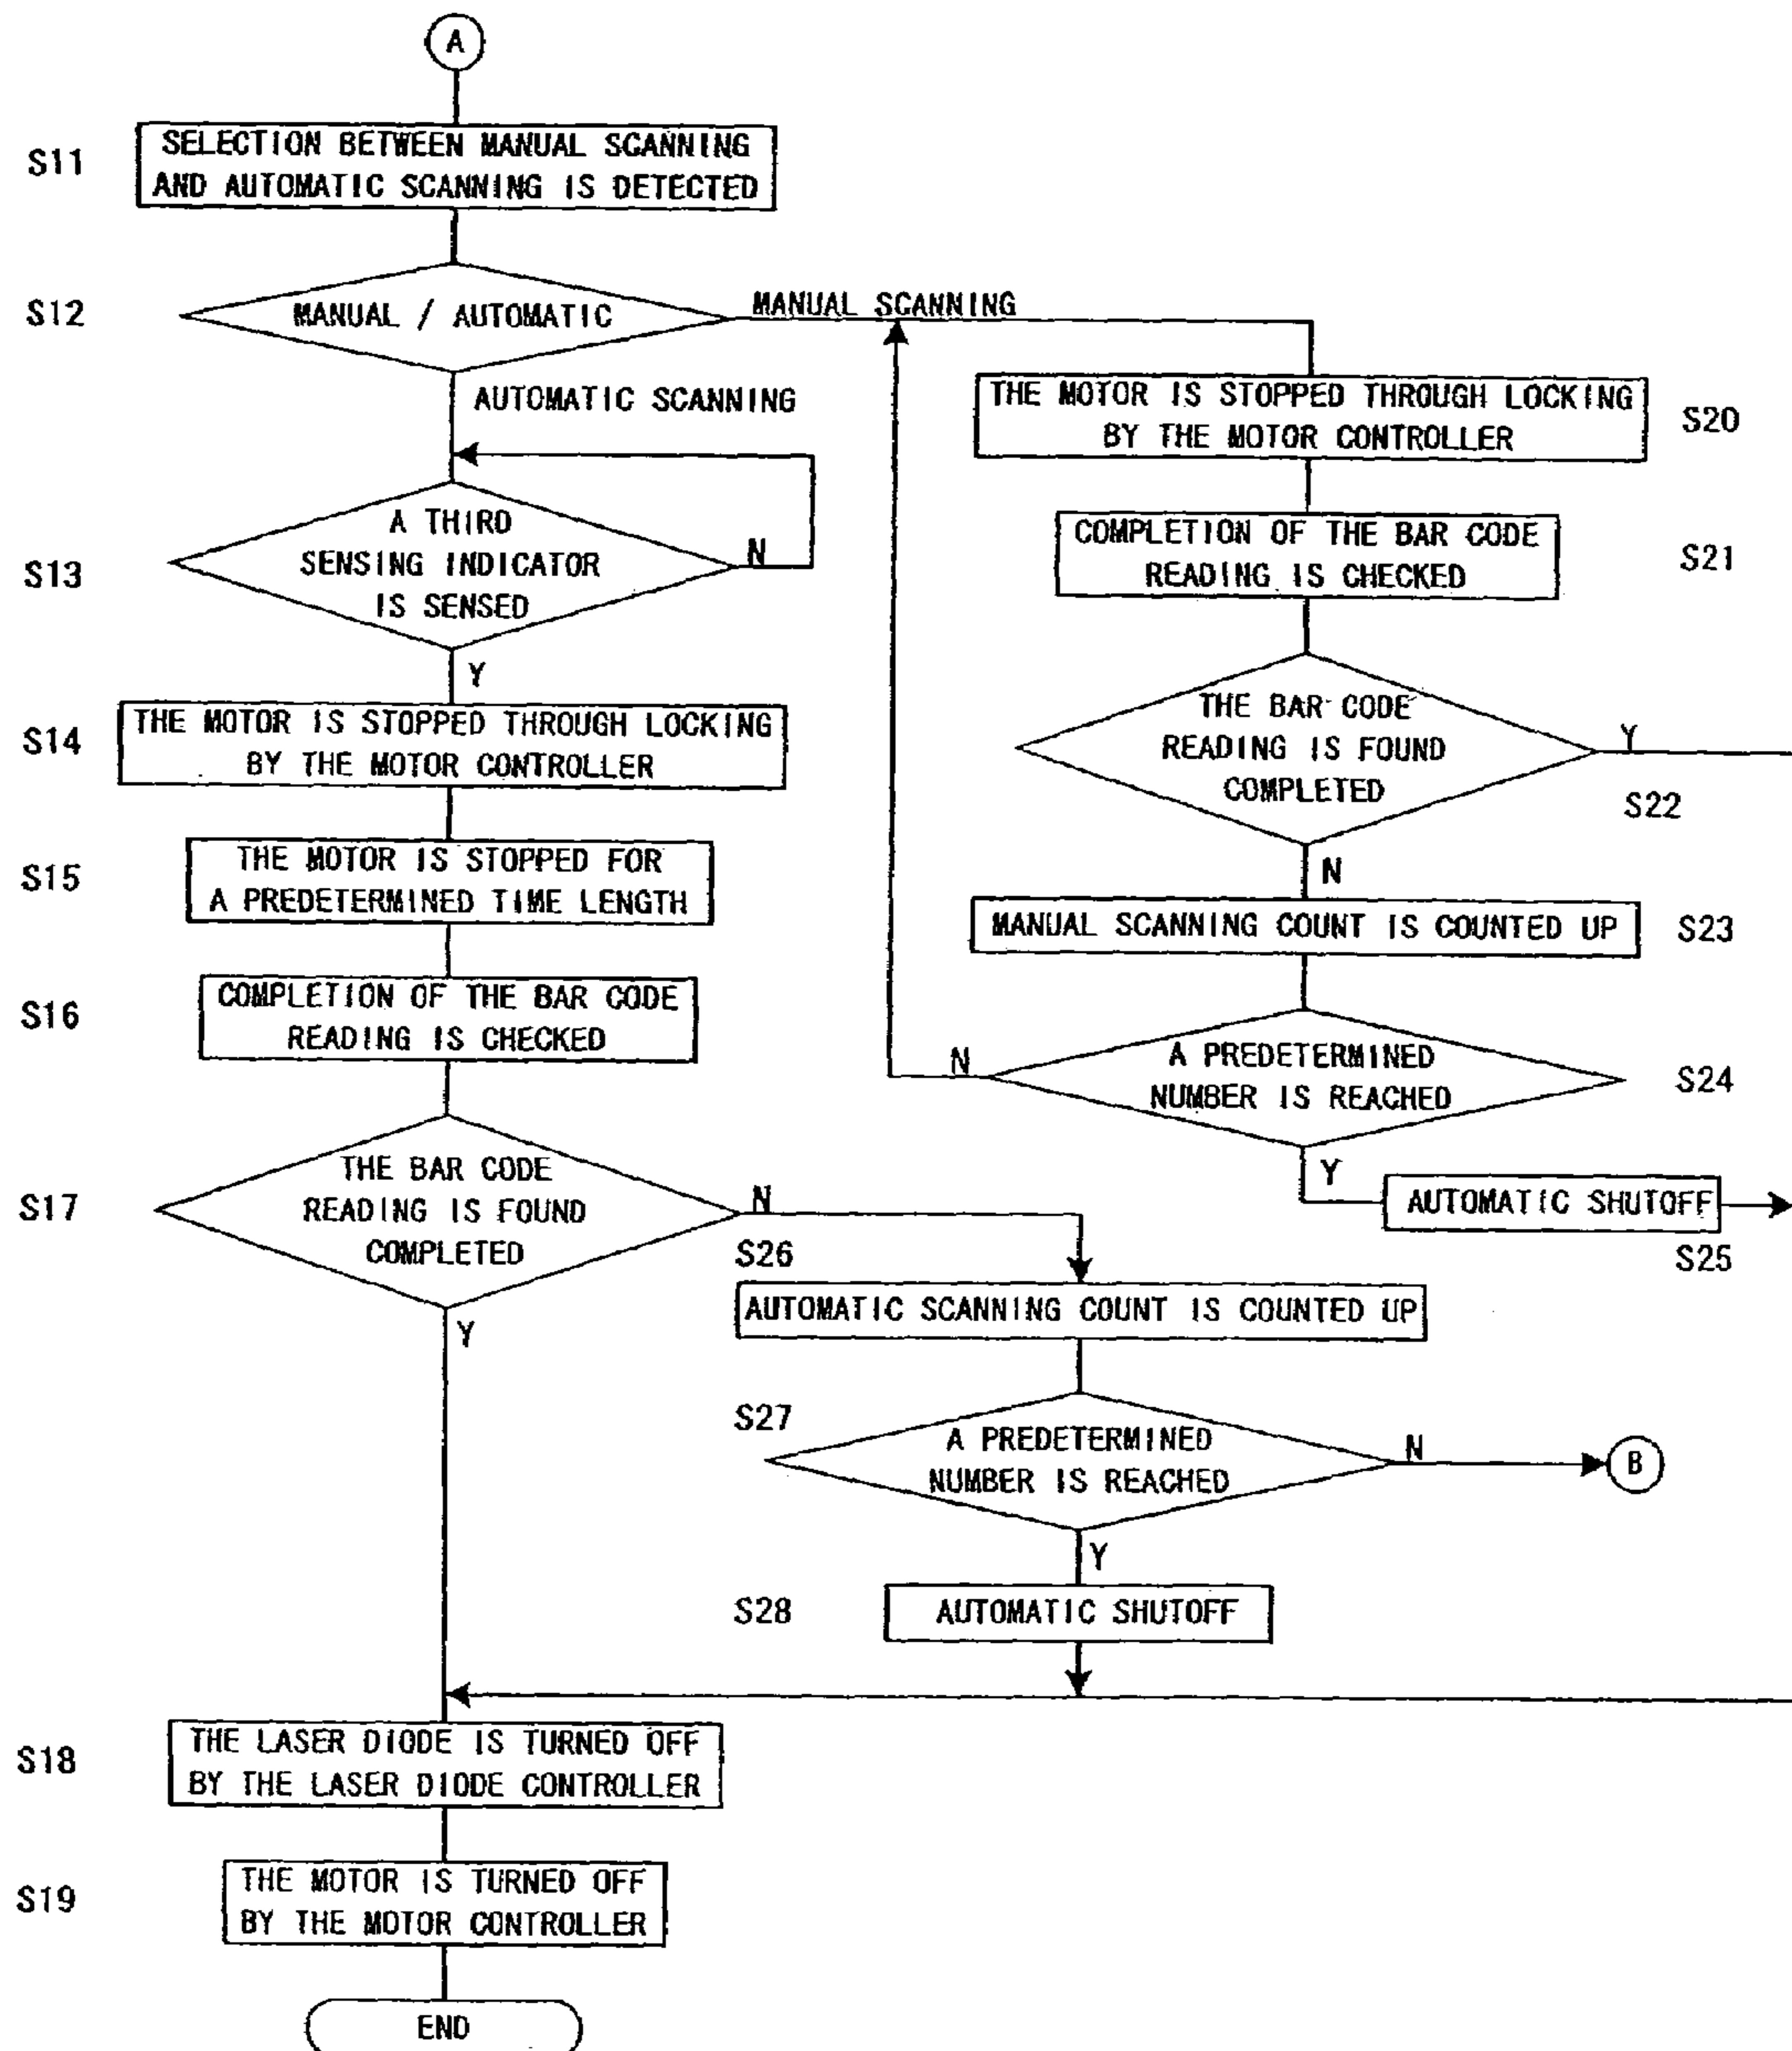 A
S11
SELECTION BETWEEN MANUAL SCANNING
AND AUTOMATIC SCANNING IS DETECTED
S12
MANUAL / AUTOMATIC
MANUAL SCANNING
AUTOMATIC SCANNING
S13
A THIRD
SENSING INDICATOR
IS SENSED
N
Y
S14
THE MOTOR IS STOPPED THROUGH LOCKING
BY THE MOTOR CONTROLLER
S15
THE MOTOR IS STOPPED FOR
A PREDETERMINED TIME LENGTH
S16
COMPLETION OF THE BAR CODE
READING IS CHECKED
S17
THE BAR CODE
READING IS FOUND
COMPLETED
N
Y
THE MOTOR IS STOPPED THROUGH LOCKING
BY THE MOTOR CONTROLLER
S20
COMPLETION OF THE BAR CODE
READING IS CHECKED
S21
THE BAR CODE
READING IS FOUND
COMPLETED
Y
S22
N
MANUAL SCANNING COUNT IS COUNTED UP
S23
A PREDETERMINED
NUMBER IS REACHED
N
S24
Y
AUTOMATIC SHUTOFF
S25
S26
AUTOMATIC SCANNING COUNT IS COUNTED UP
S27
A PREDETERMINED
NUMBER IS REACHED
N
B
Y
S28
AUTOMATIC SHUTOFF
S18
THE LASER DIODE IS TURNED OFF
BY THE LASER DIODE CONTROLLER
S19
THE MOTOR IS TURNED OFF
BY THE MOTOR CONTROLLER
END